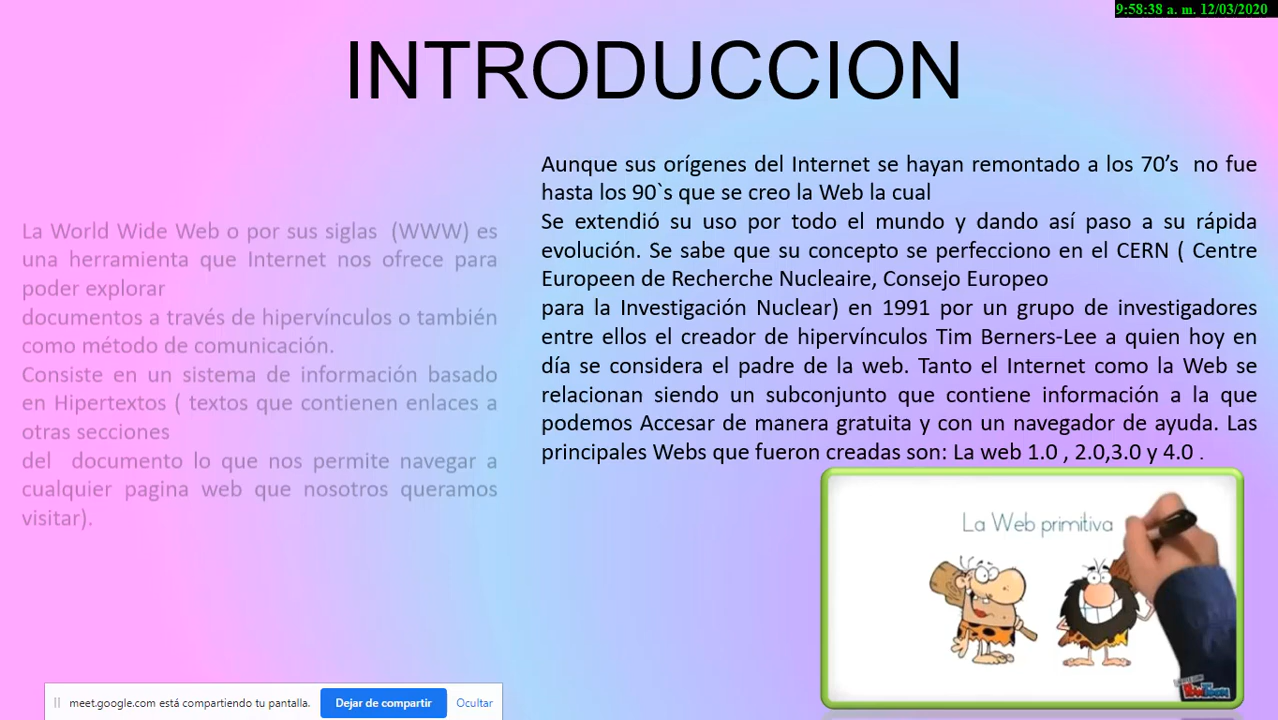 9:58:38 a. m. 12/03/2020
INTRODUCCION
La World Wide Web o por sus siglas (WWW) es
una herramienta que Internet nos ofrece para
poder explorar
documentos a través de hipervínculos o también
como método de comunicación.
Consiste en un sistema de información basado
en Hipertextos ( textos que contienen enlaces a
otras secciones
del documento lo que nos permite navegar a
cualquier pagina web que nosotros queramos
visitar).
Aunque sus orígenes del Internet se hayan remontado a los 70’s no fue
hasta los 90`s que se creo la Web la cual
Se extendió su uso por todo el mundo y dando así paso a su rápida
evolución. Se sabe que su concepto se perfecciono en el CERN ( Centre
Europeen de Recherche Nucleaire, Consejo Europeo
para la Investigación Nuclear) en 1991 por un grupo de investigadores
entre ellos el creador de hipervínculos Tim Berners-Lee a quien hoy en
día se considera el padre de la web. Tanto el Internet como la Web se
relacionan siendo un subconjunto que contiene información a la que
podemos Accesar de manera gratuita y con un navegador de ayuda. Las
principales Webs que fueron creadas son: La web 1.0 , 2.0,3.0 y 4.0 .
La Web primitiva
PowToon
meet.google.com está compartiendo tu pantalla.
Dejar de compartir
Ocultar